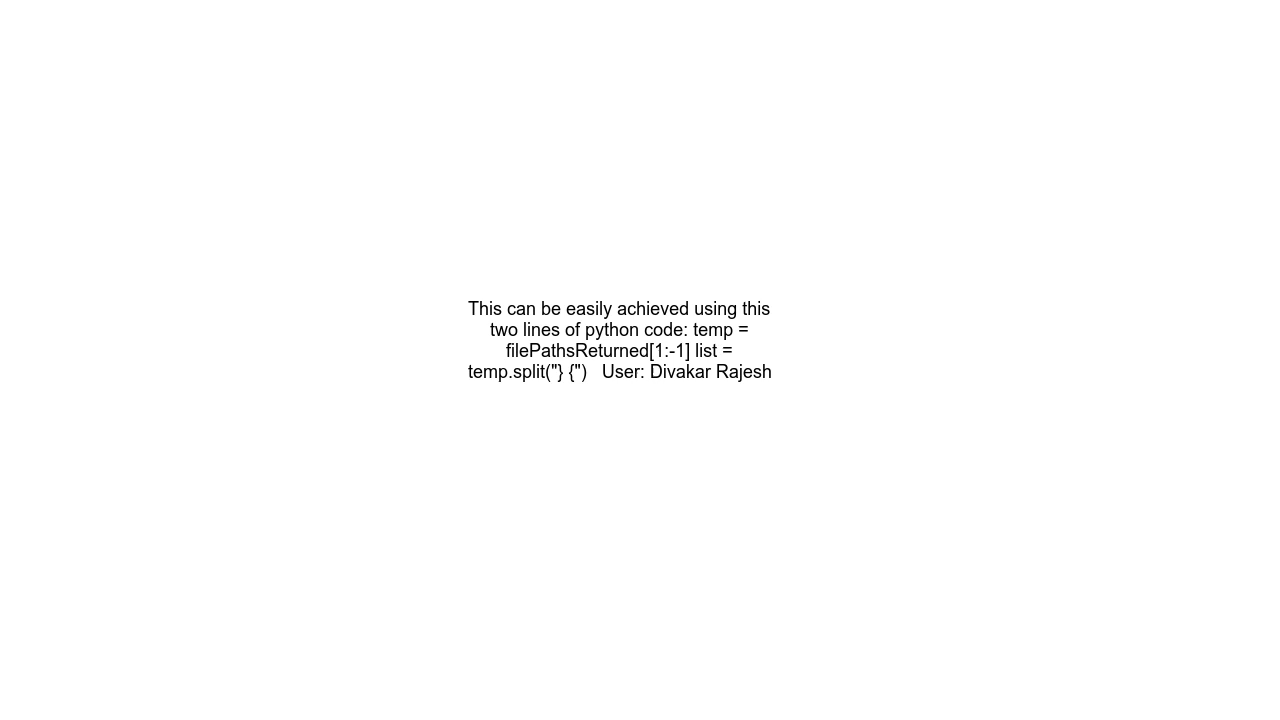 This can be easily achieved using this
two lines of python code: temp =
filePathsReturned[1:-1] list =
temp.split("} {")   User: Divakar Rajesh